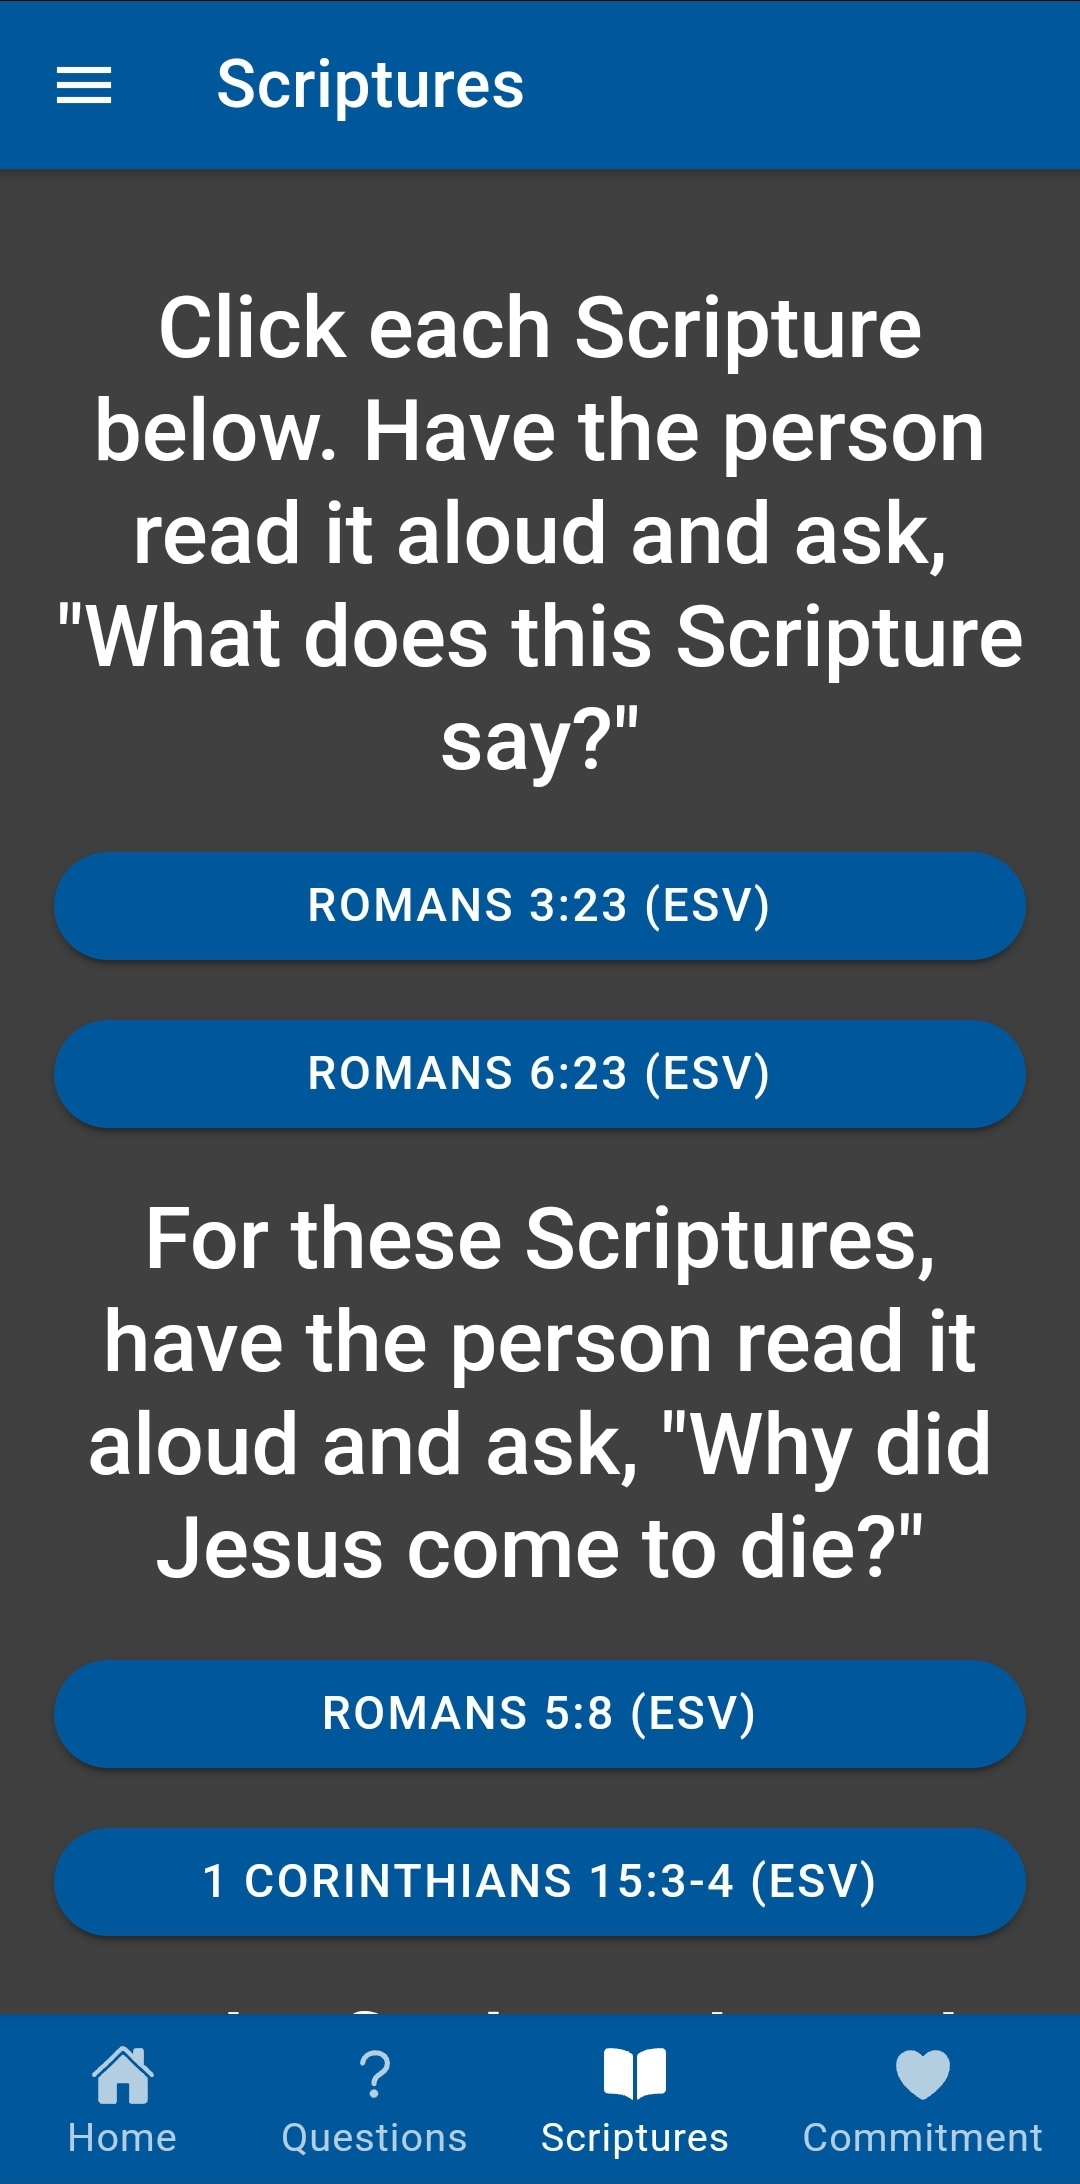 Scriptures
Click each Scripture
below. Have the person
read it aloud and ask,
"What does this Scripture
say?"
ROMANS 3:23 (ESV)
ROMANS 6:23 (ESV)
For these Scriptures,
have the person read it
aloud and ask, "Why did
Jesus come to die?"
ROMANS 5:8 (ESV)
1 CORINTHIANS 15:3-4 (ESV)
Home
Questions
Scriptures
Commitment